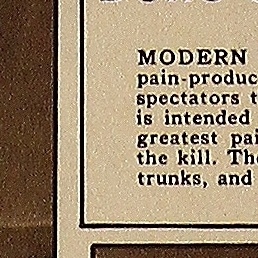 MODERN
pain-produc
spectators t
is intended
greatest pai
the kill. The
trunks, and